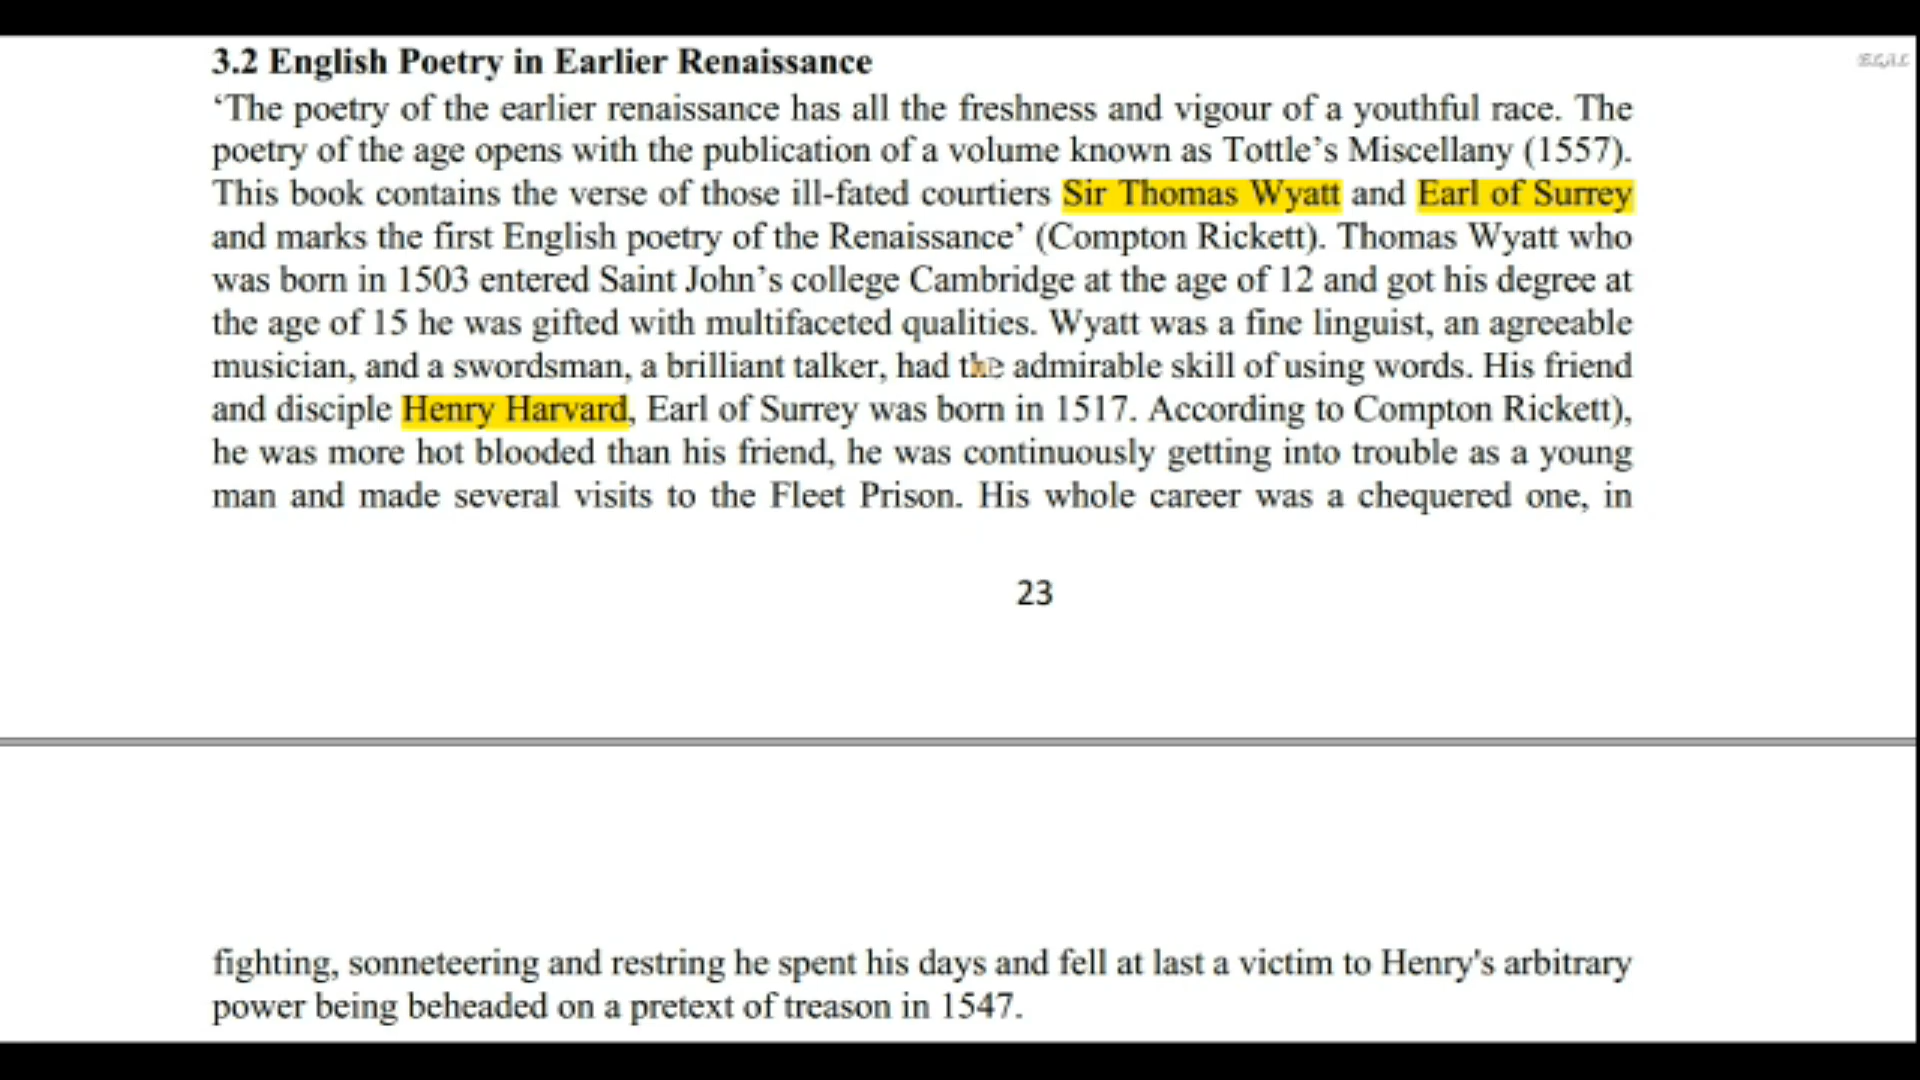 3.2 English Poetry in Earlier Renaissance
EGAL
‘The poetry of the earlier renaissance has all the freshness and vigour of a youthful race. The
poetry of the age opens with the publication of a volume known as Tottle’s Miscellany (1557).
This book contains the verse of those ill-fated courtiers Sir Thomas Wyatt and Earl of Surrey
and marks the first English poetry of the Renaissance’ (Compton Rickett). Thomas Wyatt who
was born in 1503 entered Saint John’s college Cambridge at the age of 12 and got his degree at
the age of 15 he was gifted with multifaceted qualities. Wyatt was a fine linguist, an agreeable
musician, and a swordsman, a brilliant talker, had the admirable skill of using words. His friend
and disciple Henry Harvard, Earl of Surrey was born in 1517. According to Compton Rickett),
he was more hot blooded than his friend, he was continuously getting into trouble as a young
man and made several visits to the Fleet Prison. His whole career was a chequered one, in
23
fighting, sonneteering and restring he spent his days and fell at last a victim to Henry's arbitrary
power being beheaded on a pretext of treason in 1547.